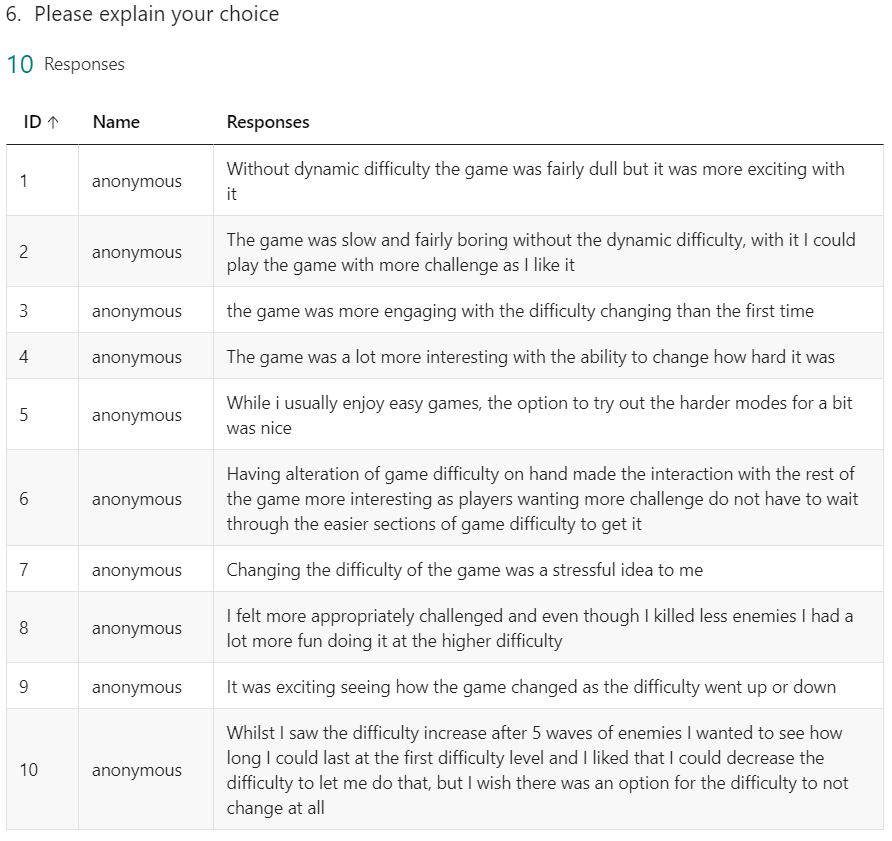 6. Please explain your choice
10 Responses
ID ↑ Name Responses
1 anonymous Without dynamic difficulty the game was fairly dull but it was more exciting with
it
2 anonymous The game was slow and fairly boring without the dynamic difficulty, with it I could
play the game with more challenge as I like it
3 anonymous the game was more engaging with the difficulty changing than the first time
4 anonymous The game was a lot more interesting with the ability to change how hard it was
5 anonymous While i usually enjoy easy games, the option to try out the harder modes for a bit
was nice
6 anonymous Having alteration of game difficulty on hand made the interaction with the rest of
the game more interesting as players wanting more challenge do not have to wait
through the easier sections of game difficulty to get it
7 anonymous Changing the difficulty of the game was a stressful idea to me
8 anonymous I felt more appropriately challenged and even though I killed less enemies I had a
lot more fun doing it at the higher difficulty
9 anonymous It was exciting seeing how the game changed as the difficulty went up or down
10 anonymous Whilst I saw the difficulty increase after 5 waves of enemies I wanted to see how
long I could last at the first difficulty level and I liked that I could decrease the
difficulty to let me do that, but I wish there was an option for the difficulty to not
change at all